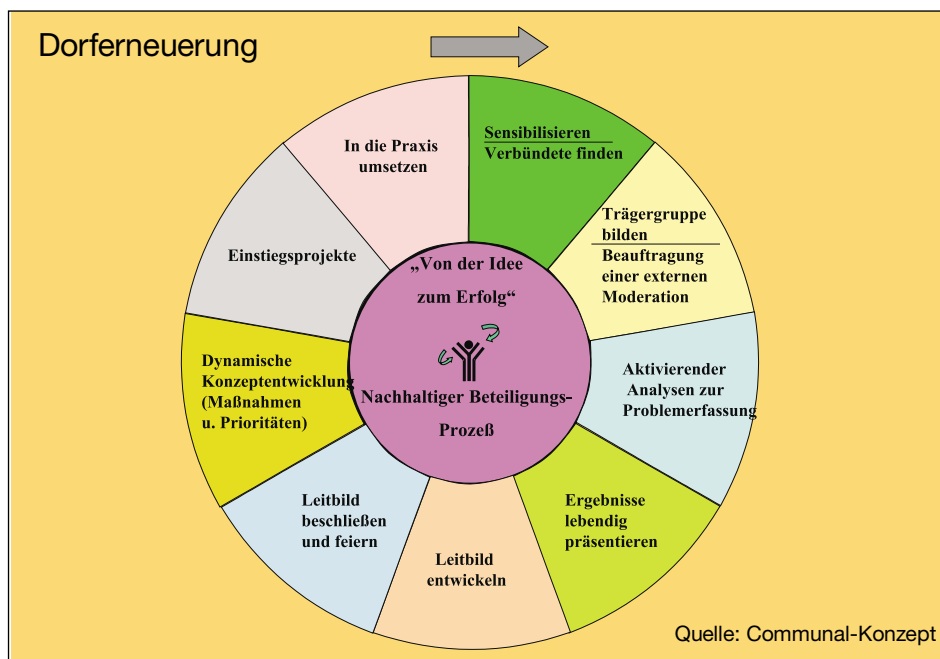 Dorferneuerung
Sensibilisieren
Verbündete finden
Trägergruppe
bilden
Beauftragung
einer externen
Moderation
Aktivierender
Analysen zur
Problemerfassung
Ergebnisse
lebendig
präsentieren
Leitbild
entwickeln
Leitbild
beschließen
und feiern
Dynamische
Konzeptentwicklung
(Maßnahmen
u. Prioritäten)
Einstiegsprojekte
In die Praxis
umsetzen
„Von der Idee
zum Erfolg“
Nachhaltiger Beteiligungs-
Prozeß
Quelle: Communal-Konzept